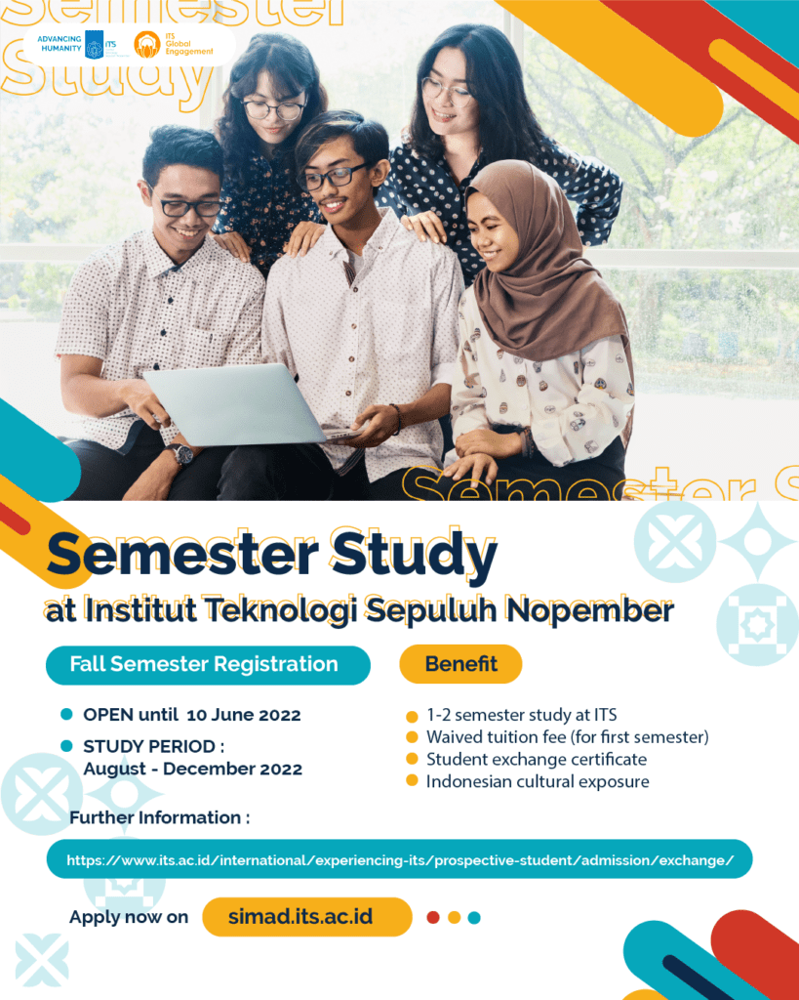 Semester
Study
ADVANCING
HUMANITY
ITS
ITS
Global
Engagement
Semester S
Semester Study
at Institut Teknologi Sepuluh Nopember
Fall Semester Registration
OPEN until 10 June 2022
STUDY PERIOD :
August - December 2022
Benefit
1-2 semester study at ITS
Waived tuition fee (for first semester)
Student exchange certificate
Indonesian cultural exposure
Further Information :
https://www.its.ac.id/international/experiencing-its/prospective-student/admission/exchange/
Apply now on
simad.its.ac.id